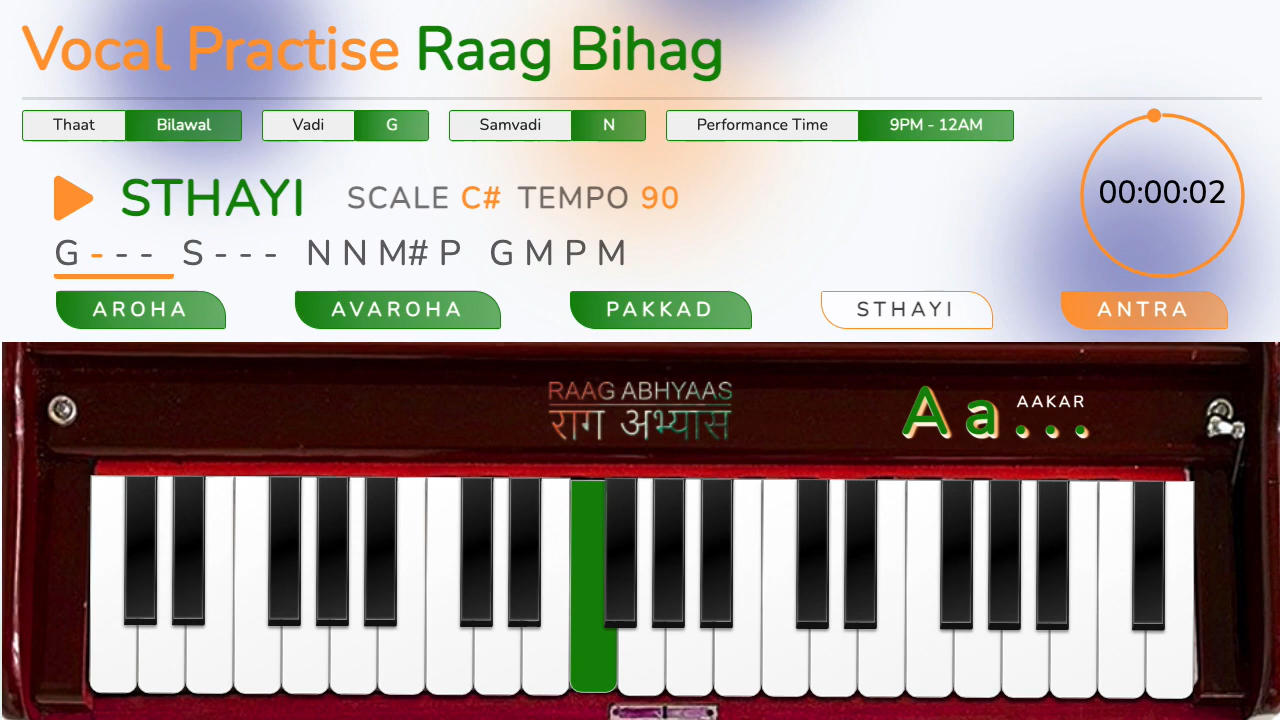 Vocal Practise Raag Bihag
Thaat Bilawal Vadi G Samvadi N Performance Time 9PM - 12AM
STHAYI SCALE C# TEMPO 90
00:00:02
G - - - S - - - N N M# P G M P M
AROHA AVAROHA PAKKAD STHAYI ANTRA
RAAG ABHYAAS
राग अभ्यास
A a . . . AAKAR